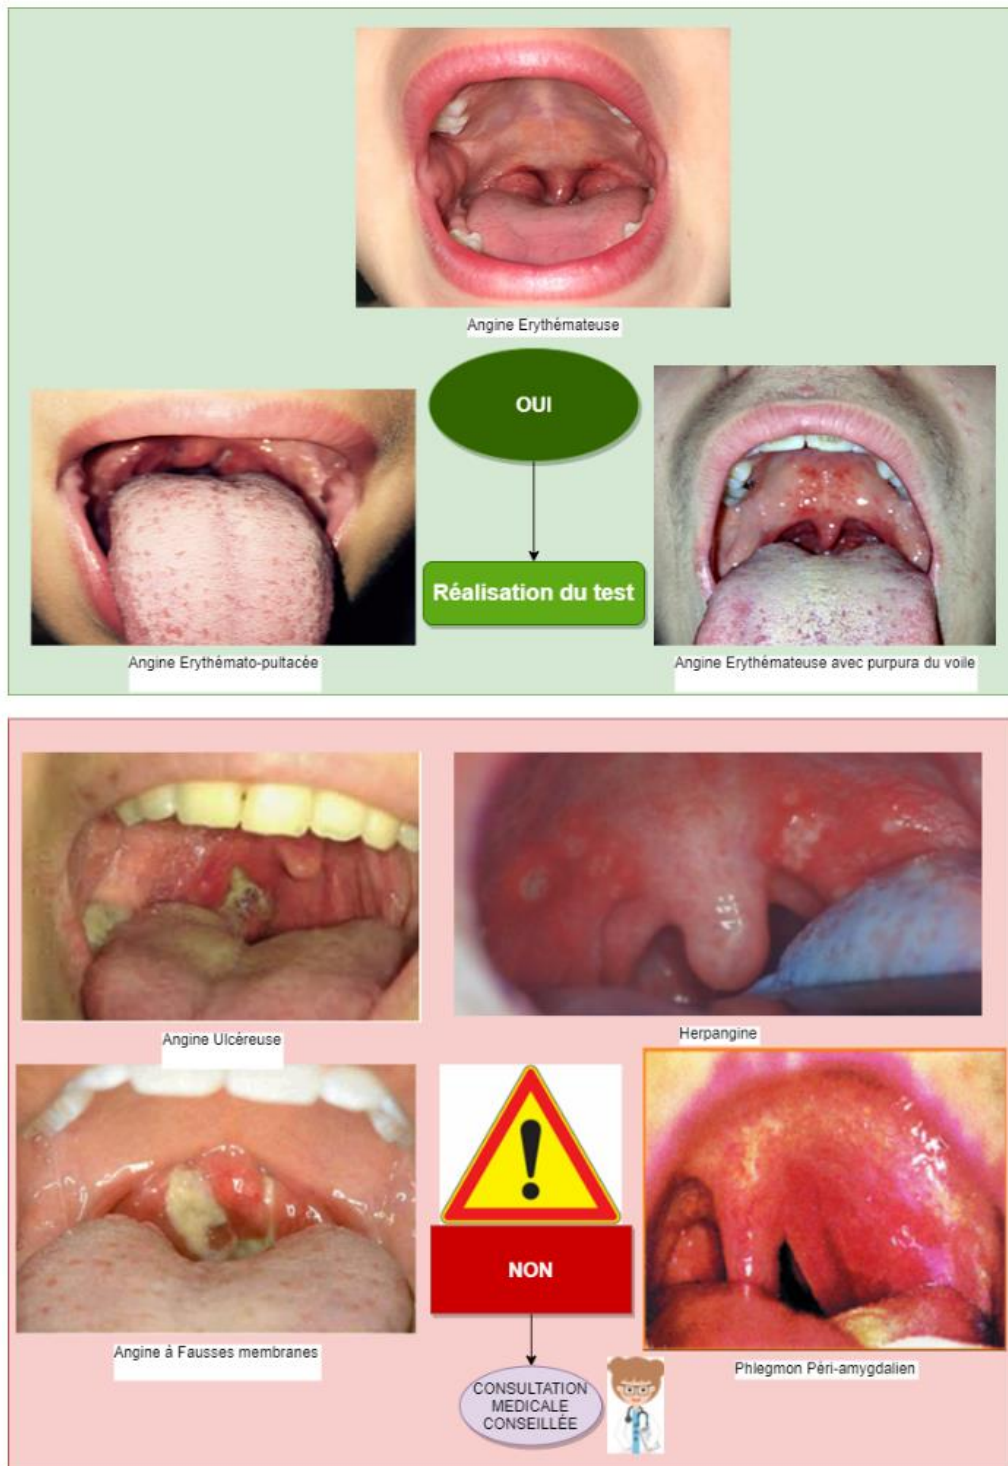 Angine Erythémateuse
OUI
Réalisation du test
Angine Erythémato-pultacée
Angine Erythémateuse avec purpura du voile
Angine Ulcéreuse
Herpangine
NON
Angine à Fausses membranes
Phlegmon Péri-amygdalien
CONSULTATION
MEDICALE
CONSEILLÉE